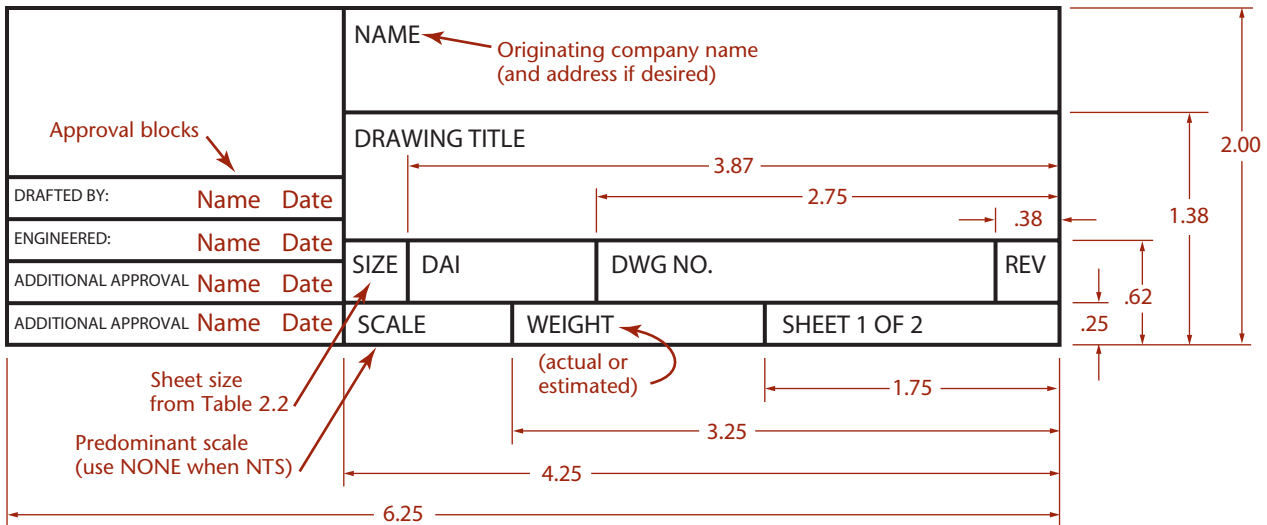 NAME
Originating company name
(and address if desired)
Approval blocks
DRAWING TITLE
3.87
2.75
.38
2.00
1.38
DRAFTED BY: Name Date
ENGINEERED: Name Date
ADDITIONAL APPROVAL Name Date
ADDITIONAL APPROVAL Name Date
SIZE DAI DWG NO. REV
.62
.25
SCALE WEIGHT SHEET 1 OF 2
(actual or
estimated)
Sheet size
from Table 2.2
1.75
Predominant scale
(use NONE when NTS)
3.25
4.25
6.25